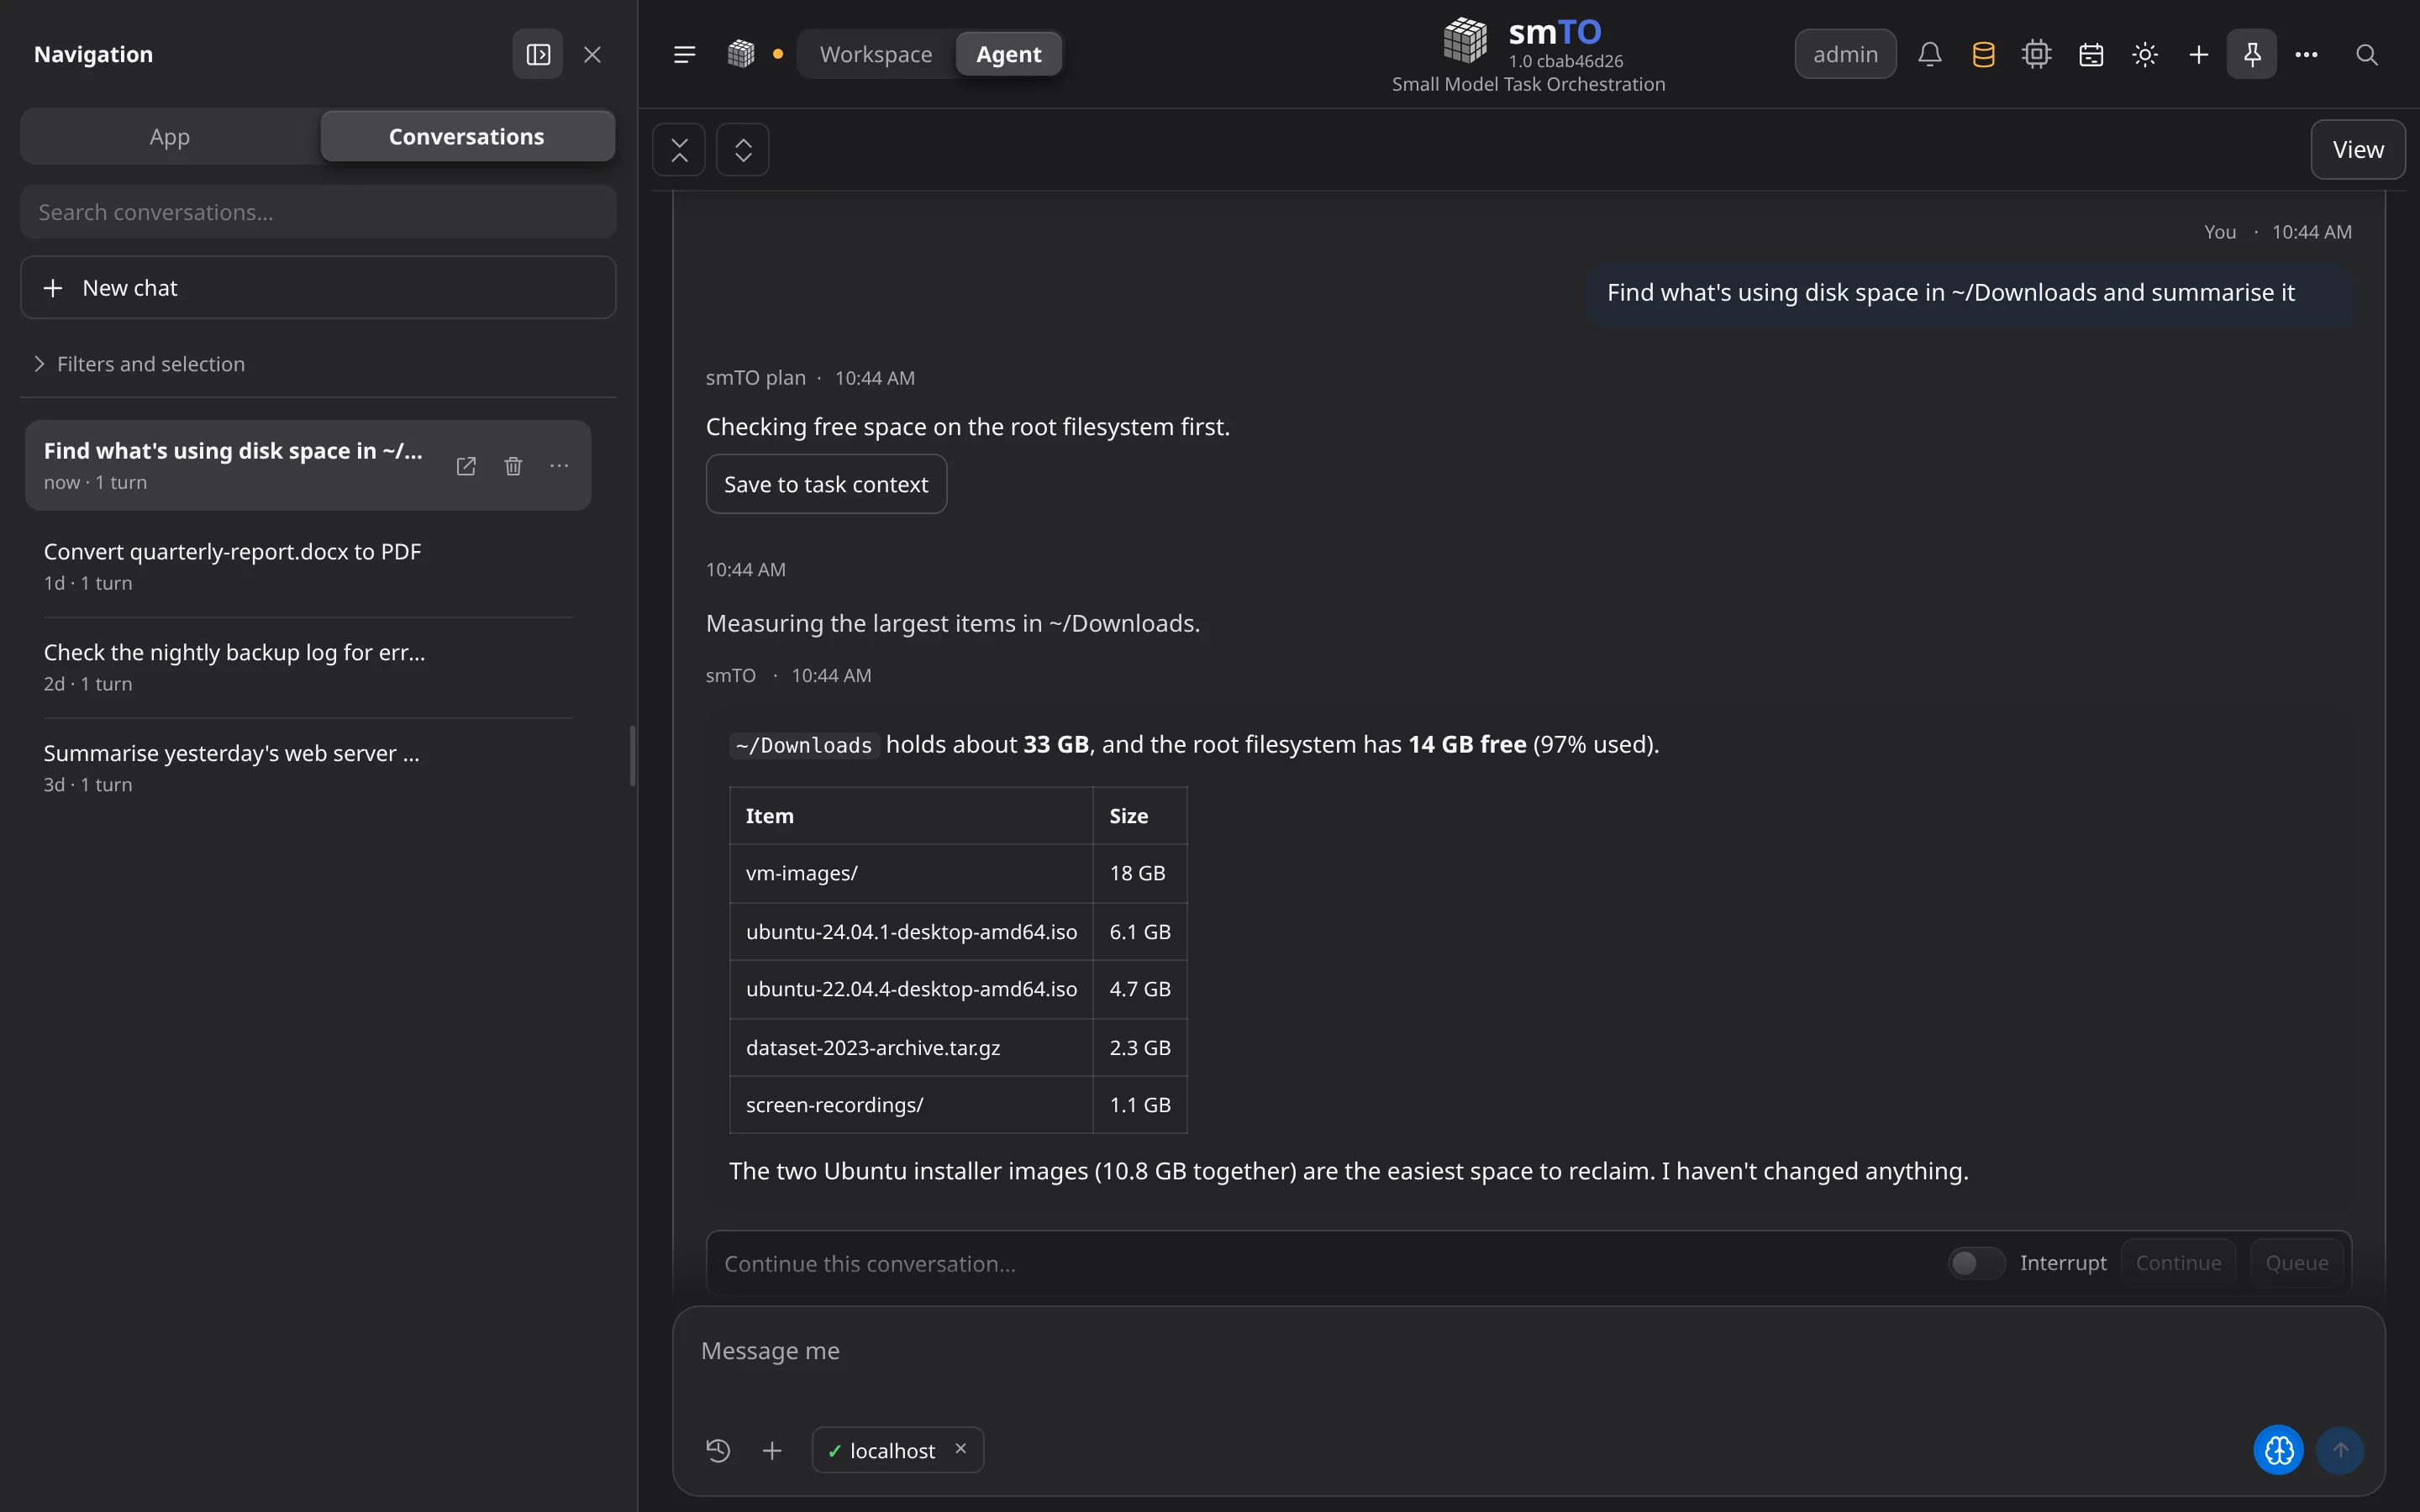 Navigation
App
Conversations
Search conversations...
New chat
Filters and selection
Find what's using disk space in ~/...
now · 1 turn
Convert quarterly-report.docx to PDF
1d · 1 turn
Check the nightly backup log for err...
2d · 1 turn
Summarise yesterday's web server ...
3d · 1 turn
Workspace
Agent
smTO
1.0 cbab46d26
Small Model Task Orchestration
admin
View
You · 10:44 AM
Find what's using disk space in ~/Downloads and summarise it
smTO plan · 10:44 AM
Checking free space on the root filesystem first.
Save to task context
10:44 AM
Measuring the largest items in ~/Downloads.
smTO · 10:44 AM
~/Downloads holds about 33 GB, and the root filesystem has 14 GB free (97% used).
Item Size
vm-images/ 18 GB
ubuntu-24.04.1-desktop-amd64.iso 6.1 GB
ubuntu-22.04.4-desktop-amd64.iso 4.7 GB
dataset-2023-archive.tar.gz 2.3 GB
screen-recordings/ 1.1 GB
The two Ubuntu installer images (10.8 GB together) are the easiest space to reclaim. I haven't changed anything.
Continue this conversation...
Interrupt
Continue
Queue
Message me
✓ localhost ×